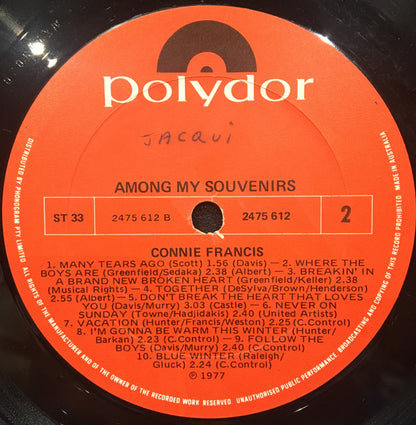 polydor
JACQUI
AMONG MY SOUVENIRS
ST 33
2475 612 B
2475 612
2
CONNIE FRANCIS
1. MANY TEARS AGO (Scott) 1.56 (Davis) — 2. WHERE THE
BOYS ARE (Greenfield/Sedaka) 2.38 (Albert) — 3. BREAKIN' IN
A BRAND NEW BROKEN HEART (Greenfield/Keller) 2.38
(Musical Rights) — 4. TOGETHER (DeSylva/Brown/Henderson)
2.55 (Albert) — 5. DON'T BREAK THE HEART THAT LOVES
YOU (Davis/Murry) 3.03 (Castle) — 6. NEVER ON
SUNDAY (Towne/Hadjidakis) 2.40 (United Artists)
7. VACATION (Hunter/Francis/Weston) 2.25 (C.Control)
8. I'M GONNA BE WARM THIS WINTER (Hunter/
Barkan) 2.23 (C.Control) — 9. FOLLOW THE
BOYS (Davis/Murry) 2.40 (C.Control)
10. BLUE WINTER (Raleigh/
Gluck) 2.24 (C.Control)
℗ 1977
DISTRIBUTED BY PHONOGRAM PTY LIMITED ALL RIGHTS OF THE MANUFACTURER AND OF THE OWNER OF THE RECORDED WORK RESERVED. UNAUTHORISED PUBLIC PERFORMANCE, BROADCASTING AND COPYING OF THIS RECORD PROHIBITED. MADE IN AUSTRALIA